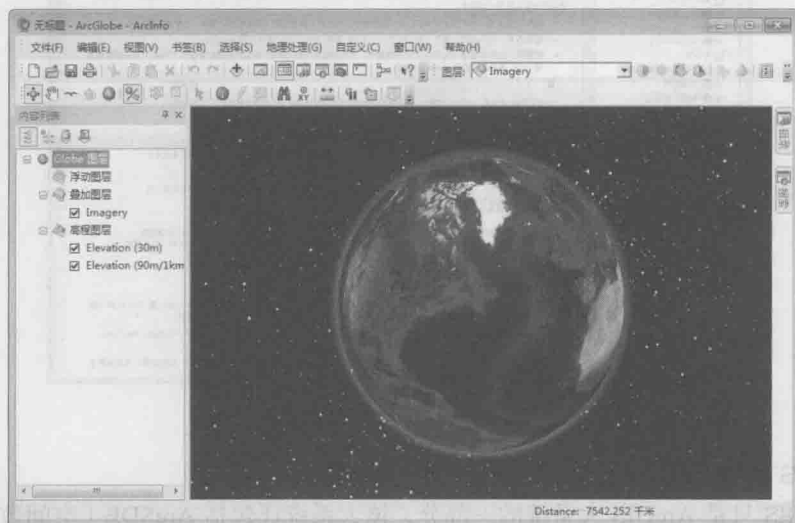 无标题 - ArcGlobe - ArcInfo
文件(F) 编辑(E) 视图(V) 书签(B) 选择(S) 地理处理(G) 自定义(C) 窗口(W) 帮助(H)
图层: Imagery
内容列表
Globe 图层
浮动图层
叠加图层
Imagery
高程图层
Elevation (30m)
Elevation (90m/1km
Distance: 7542.252 千米